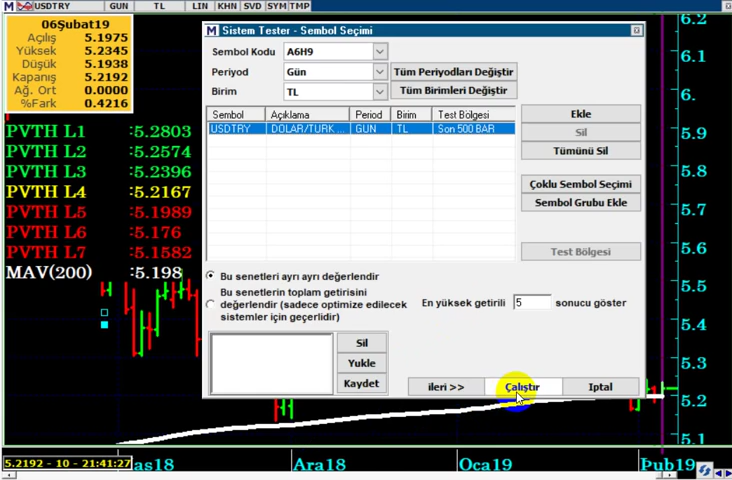 M USDTRY GUN TL LIN KHN SVD SYM TMP
06Şubat19
Açılış 5.1975
Yüksek 5.2345
Düşük 5.1938
Kapanış 5.2192
Ağ. Ort 0.0000
%Fark 0.4216
PVTH L1 :5.2803
PVTH L2 :5.2574
PVTH L3 :5.2396
PVTH L4 :5.2167
PVTH L5 :5.1989
PVTH L6 :5.176
PVTH L7 :5.1582
MAV(200) :5.198
M Sistem Tester - Sembol Seçimi
Sembol Kodu A6H9
Periyod Gün Tüm Periyodları Değiştir
Birim TL Tüm Birimleri Değiştir
Sembol Açıklama Period Birim Test Bölgesi
USDTRY DOLAR/TURK ... GUN TL Son 500 BAR
Ekle
Sil
Tümünü Sil
Çoklu Sembol Seçimi
Sembol Grubu Ekle
Test Bölgesi
Bu senetleri ayrı ayrı değerlendir
Bu senetlerin toplam getirisini
değerlendir (sadece optimize edilecek
sistemler için geçerlidir)
En yüksek getirili 5 sonucu göster
Sil
Yukle
Kaydet
ileri >> Çalıştır Iptal
6.2
6.1
6.
5.9
5.8
5.7
5.6
5.5
5.4
5.3
5.2
5.1
5.2192 - 10 - 21:41:27 as18 Ara18 Oca19 Þub19